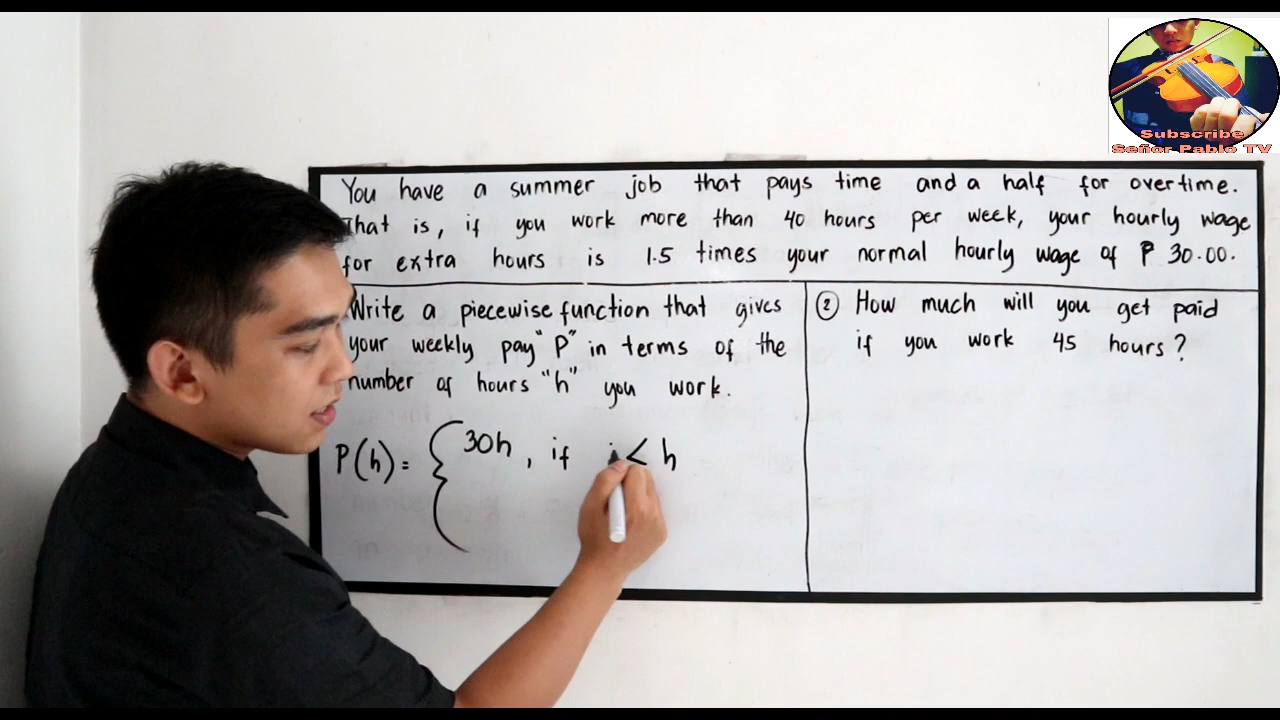 Subscribe
Señor Pablo TV
You have a summer job that pays time and a half for overtime.
That is, if you work more than 40 hours per week, your hourly wage
for extra hours is 1.5 times your normal hourly wage of ₱ 30.00.
Write a piecewise function that gives
your weekly pay "P" in terms of the
number of hours "h" you work.
P(h) = { 30h, if < h
② How much will you get paid
if you work 45 hours?